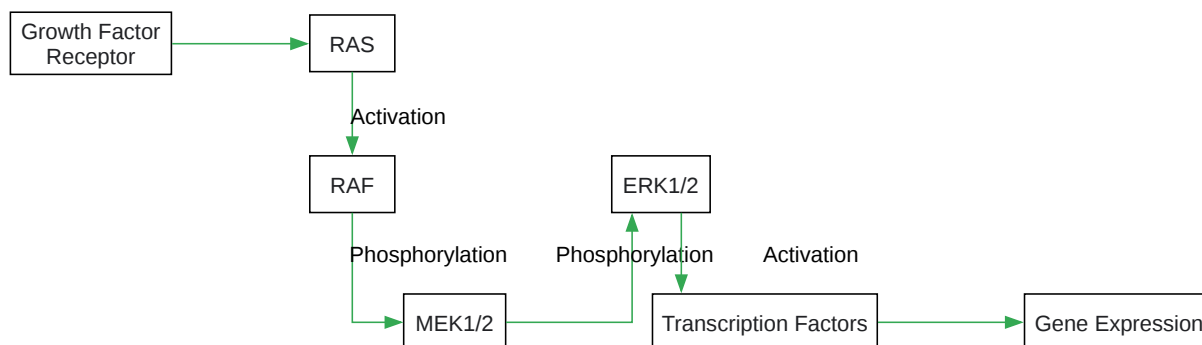 Growth Factor
Receptor
RAS
Activation
RAF
ERK1/2
Phosphorylation
Phosphorylation
Activation
MEK1/2
Transcription Factors
Gene Expression